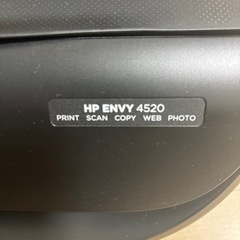 HP ENVY 4520
PRINT SCAN COPY WEB PHOTO